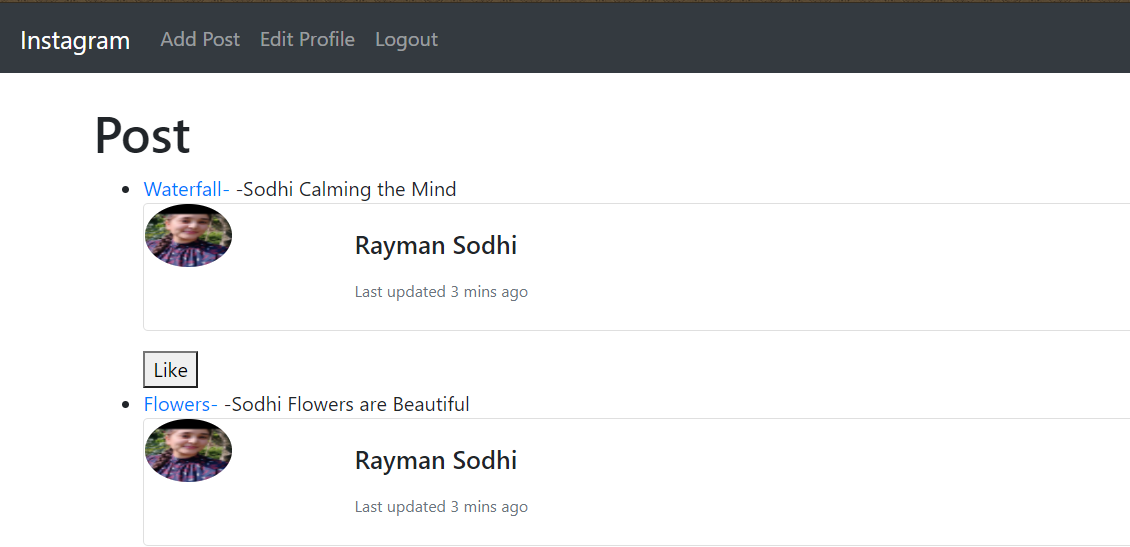 Instagram Add Post Edit Profile Logout
Post
Waterfall- -Sodhi Calming the Mind
Rayman Sodhi
Last updated 3 mins ago
Like
Flowers- -Sodhi Flowers are Beautiful
Rayman Sodhi
Last updated 3 mins ago